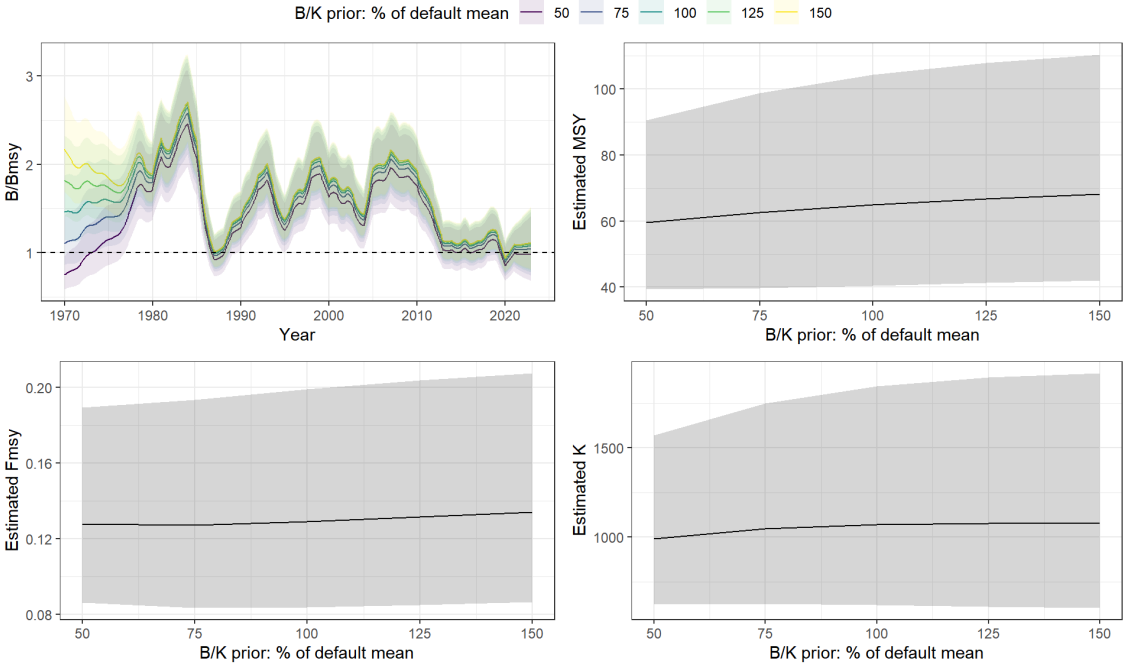 B/K prior: % of default mean 50 75 100 125 150
B/Bmsy
3
2
1
1970 1980 1990 2000 2010 2020
Year
Estimated MSY
100
80
60
40
50 75 100 125 150
B/K prior: % of default mean
Estimated Fmsy
0.20
0.16
0.12
0.08
50 75 100 125 150
B/K prior: % of default mean
Estimated K
1500
1000
50 75 100 125 150
B/K prior: % of default mean